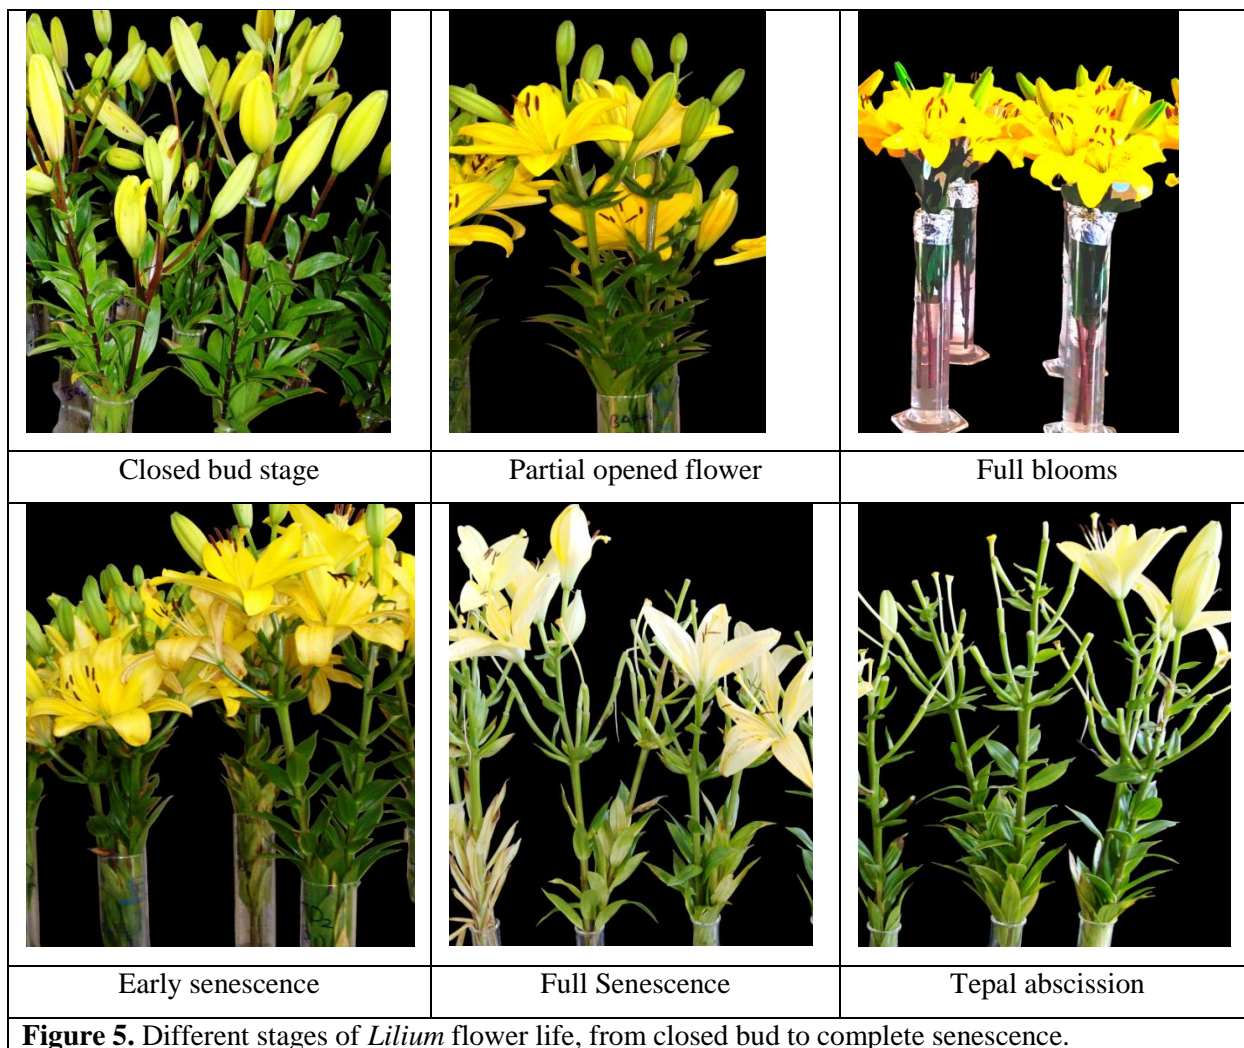 Closed bud stage
Partial opened flower
Full blooms
Early senescence
Full Senescence
Tepal abscission
Figure 5. Different stages of Lilium flower life, from closed bud to complete senescence.